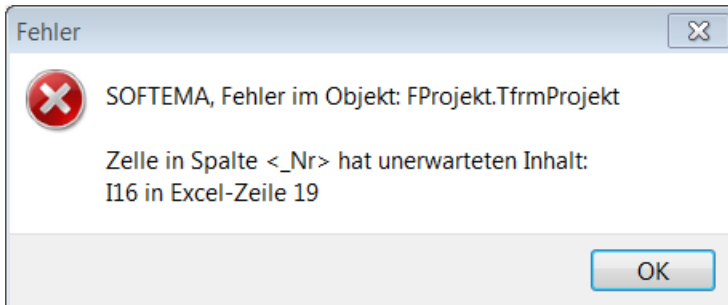 Fehler
SOFTEMA, Fehler im Objekt: FProjekt.TfrmProjekt
Zelle in Spalte <_Nr> hat unerwarteten Inhalt:
I16 in Excel-Zeile 19
OK